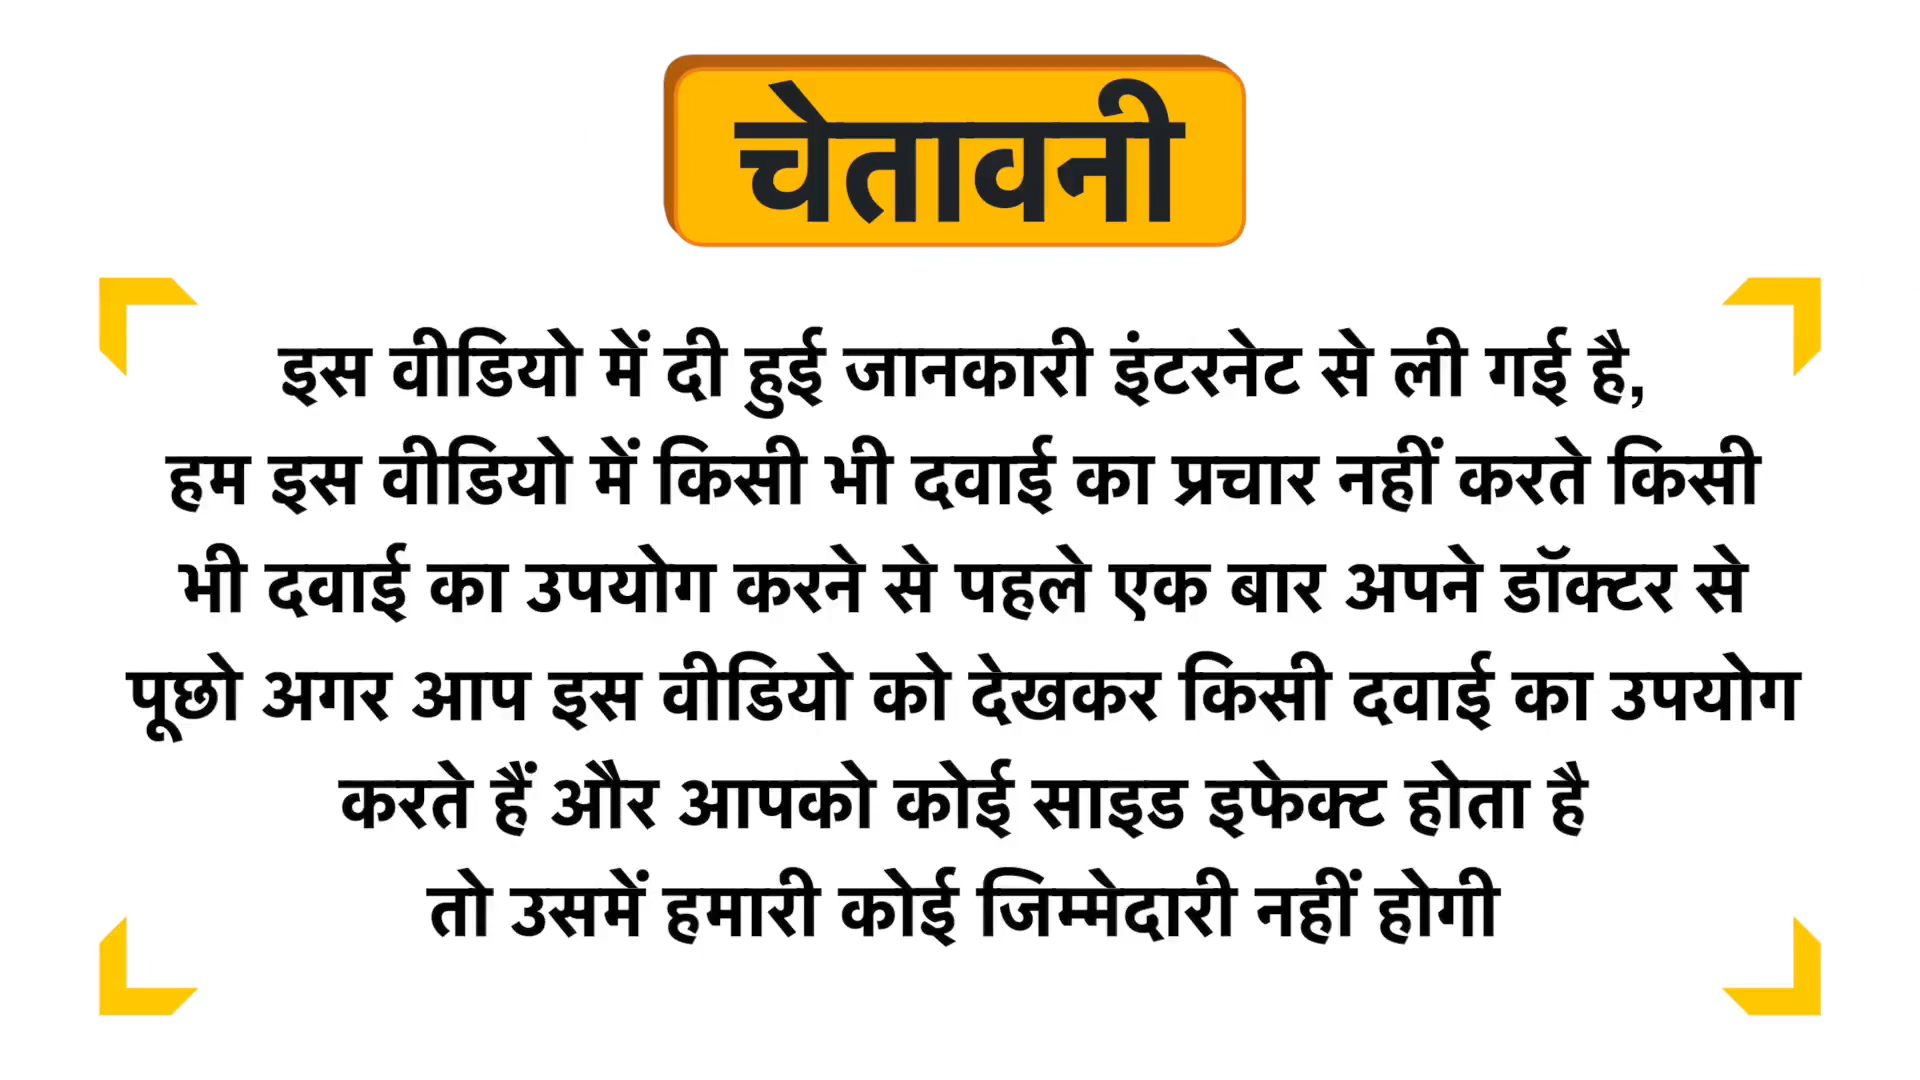 चेतावनी
इस वीडियो में दी हुई जानकारी इंटरनेट से ली गई है,
हम इस वीडियो में किसी भी दवाई का प्रचार नहीं करते किसी
भी दवाई का उपयोग करने से पहले एक बार अपने डॉक्टर से
पूछो अगर आप इस वीडियो को देखकर किसी दवाई का उपयोग
करते हैं और आपको कोई साइड इफेक्ट होता है
तो उसमें हमारी कोई जिम्मेदारी नहीं होगी